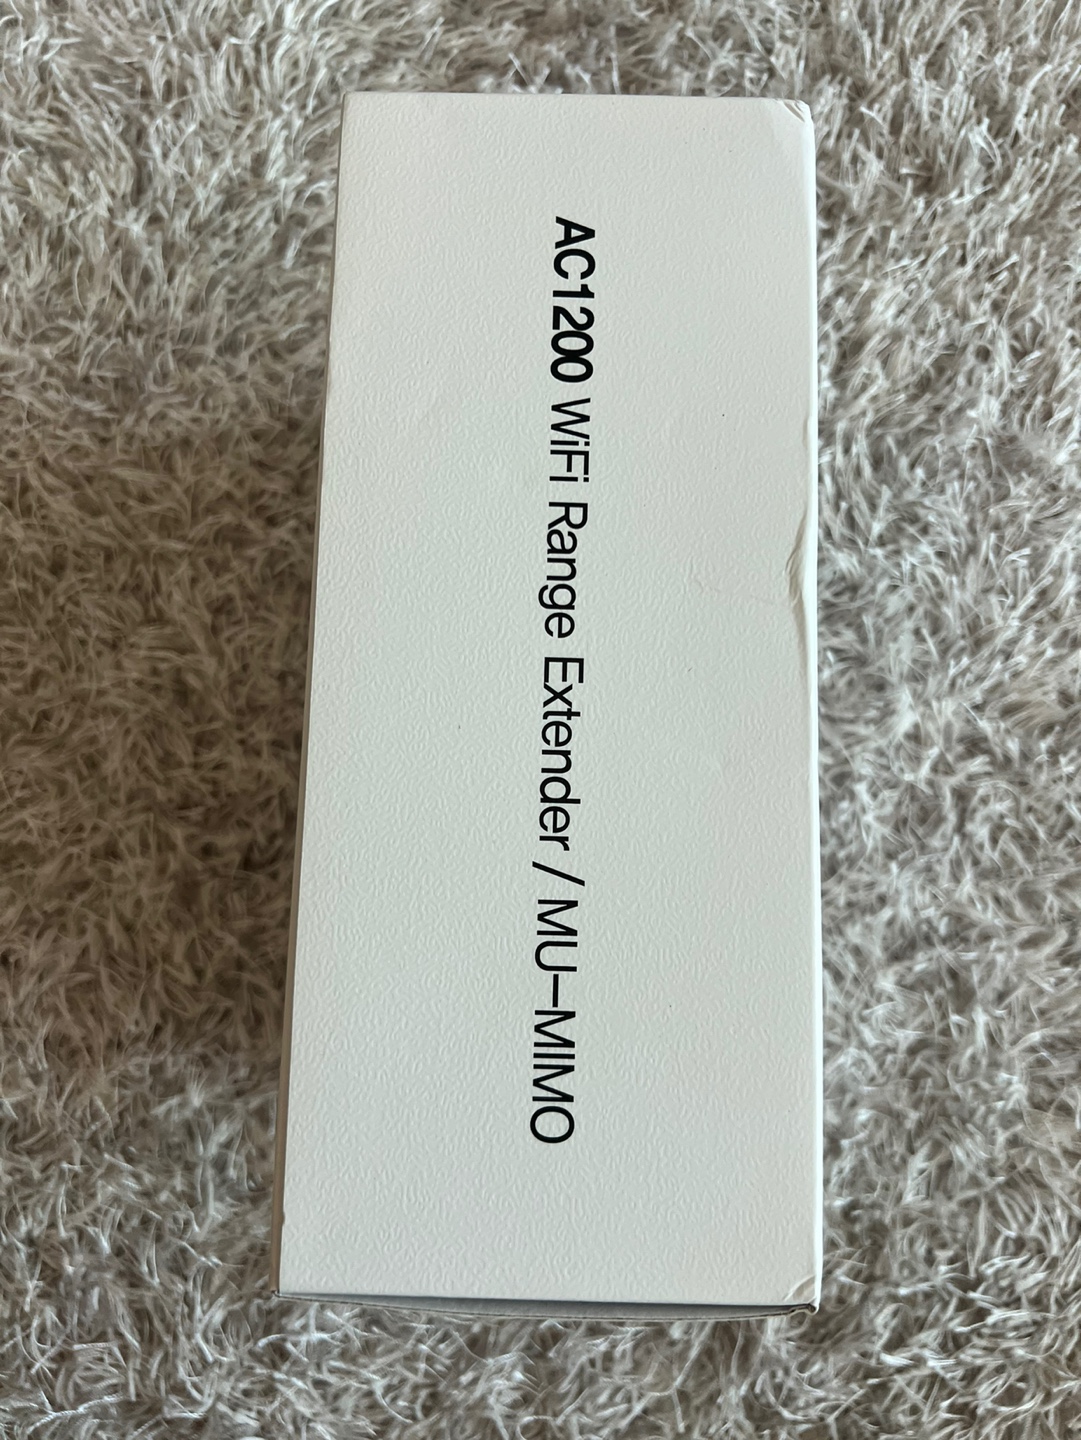 AC1200 WiFi Range Extender / MU-MIMO